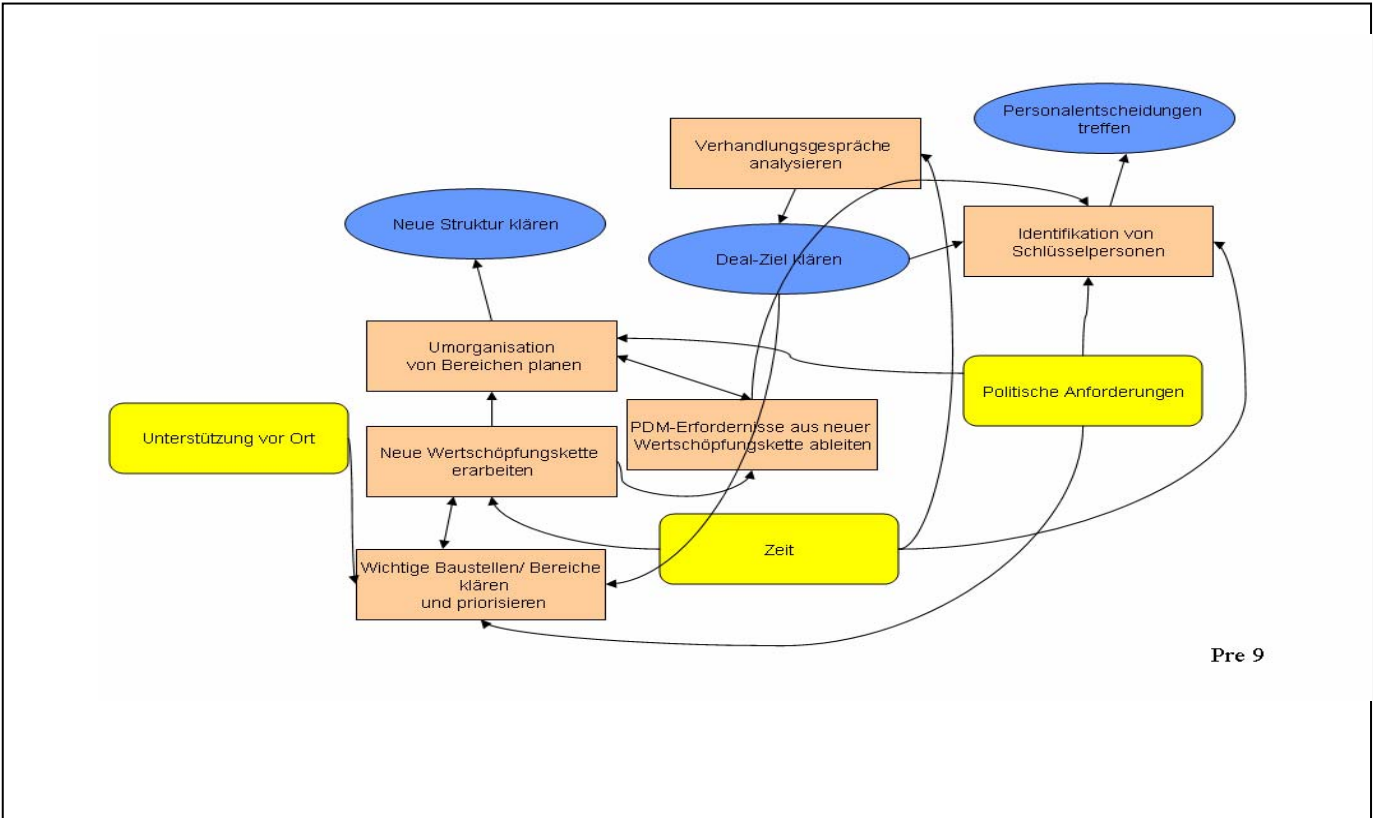 Personalentscheidungen
treffen
Verhandlungsgespräche
analysieren
Neue Struktur klären
Identifikation von
Schlüsselpersonen
Deal-Ziel klären
Umorganisation
von Bereichen planen
Politische Anforderungen
Unterstützung vor Ort
PDM-Erfordernisse aus neuer
Wertschöpfungskette ableiten
Neue Wertschöpfungskette
erarbeiten
Zeit
Wichtige Baustellen/ Bereiche
klären
und priorisieren
Pre 9